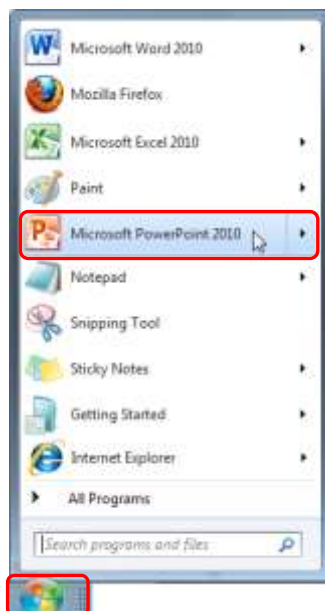 Microsoft Word 2010
Mozilla Firefox
Microsoft Excel 2010
Paint
Microsoft PowerPoint 2010
Notepad
Snipping Tool
Sticky Notes
Getting Started
Internet Explorer
All Programs
Search programs and files